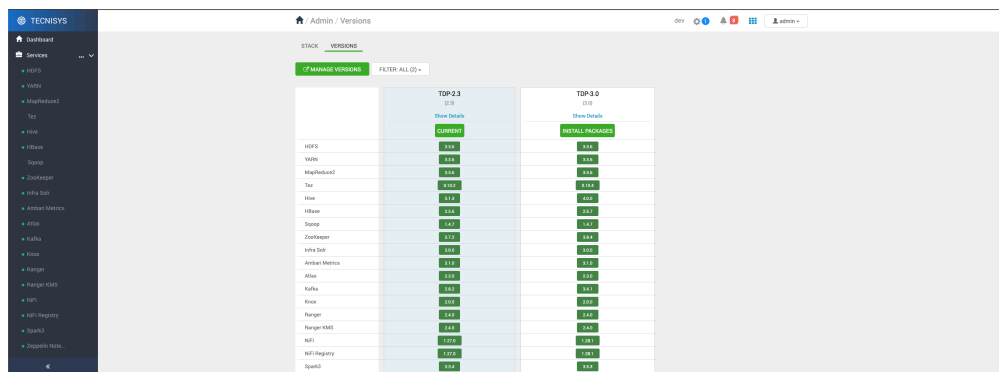 TECNISYS
/ Admin / Versions
dev 1 3 admin
Dashboard
Services ...
HDFS
YARN
MapReduce2
Tez
Hive
HBase
Sqoop
ZooKeeper
Infra Solr
Ambari Metrics
Atlas
Kafka
Knox
Ranger
Ranger KMS
NiFi
NiFi Registry
Spark3
Zeppelin Note...
«
STACK VERSIONS
MANAGE VERSIONS FILTER: ALL (2)
TDP-2.3 TDP-3.0
(2.3) (3.0)
Show Details Show Details
CURRENT INSTALL PACKAGES
HDFS 3.3.6 3.3.6
YARN 3.3.6 3.3.6
MapReduce2 3.3.6 3.3.6
Tez 0.10.2 0.10.4
Hive 3.1.3 4.0.0
HBase 2.5.6 2.5.7
Sqoop 1.4.7 1.4.7
ZooKeeper 3.7.2 3.8.4
Infra Solr 3.0.0 3.0.0
Ambari Metrics 3.1.0 3.1.0
Atlas 2.3.0 2.3.0
Kafka 2.8.2 3.4.1
Knox 2.0.0 2.0.0
Ranger 2.4.0 2.4.0
Ranger KMS 2.4.0 2.4.0
NiFi 1.27.0 1.28.1
NiFi Registry 1.27.0 1.28.1
Spark3 3.3.4 3.5.3